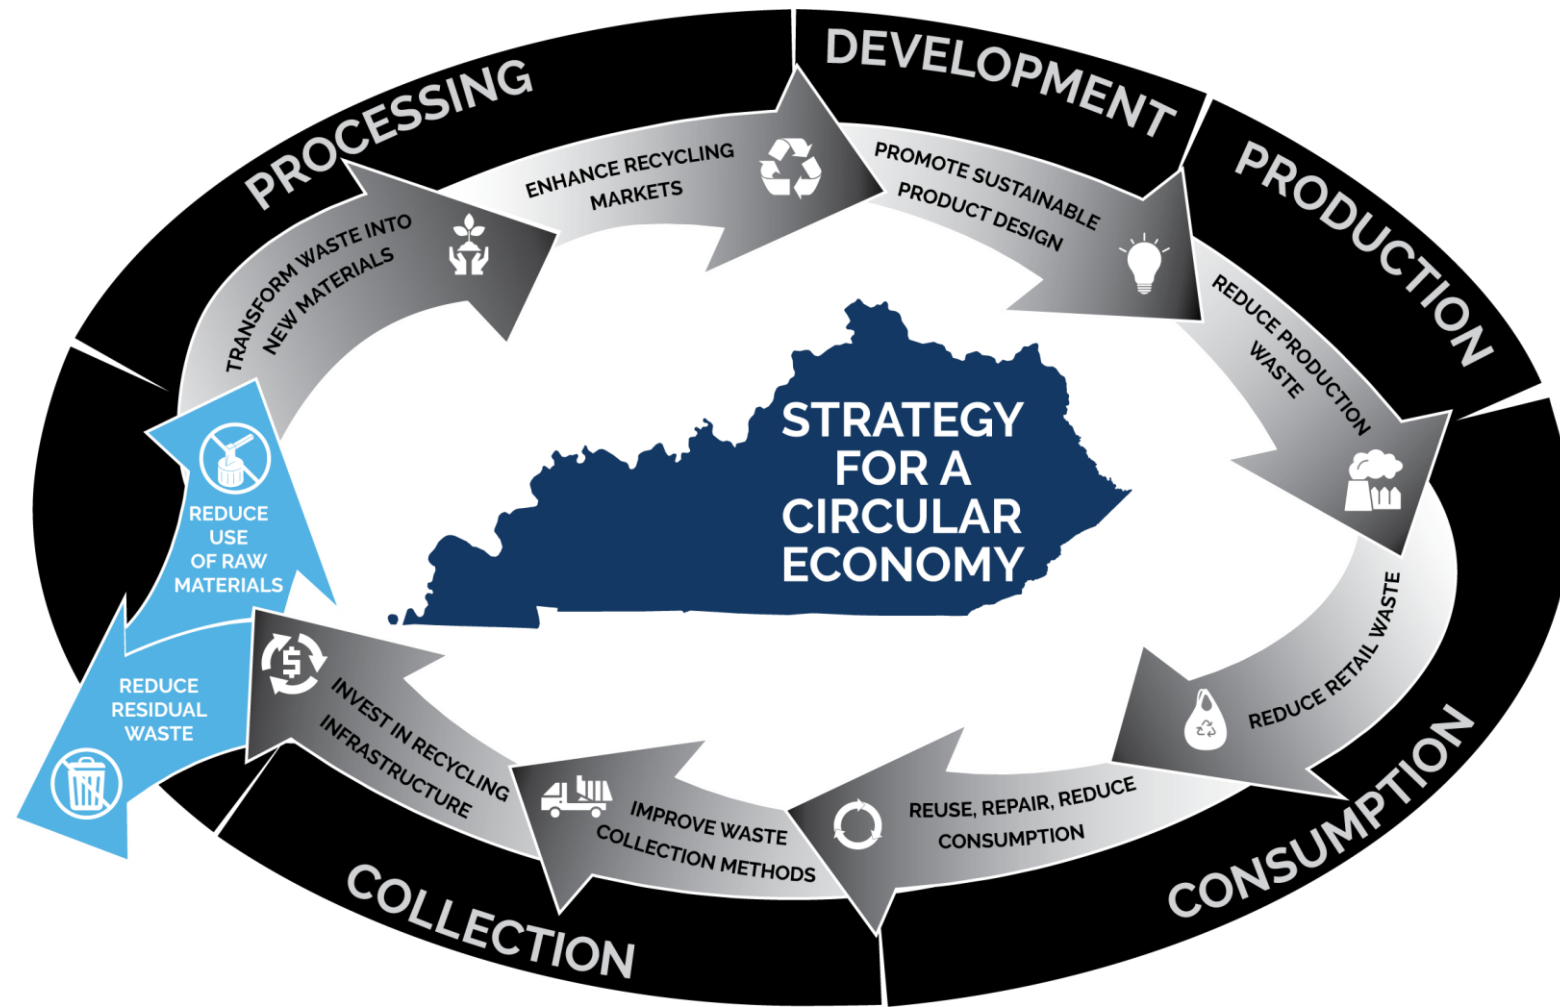 PROCESSING
DEVELOPMENT
PRODUCTION
CONSUMPTION
COLLECTION
ENHANCE RECYCLING
MARKETS
PROMOTE SUSTAINABLE
PRODUCT DESIGN
REDUCE PRODUCTION
WASTE
REDUCE RETAIL WASTE
REUSE, REPAIR, REDUCE
CONSUMPTION
IMPROVE WASTE
COLLECTION METHODS
INVEST IN RECYCLING
INFRASTRUCTURE
$
REDUCE
RESIDUAL
WASTE
REDUCE
USE
OF RAW
MATERIALS
TRANSFORM WASTE INTO
NEW MATERIALS
STRATEGY
FOR A
CIRCULAR
ECONOMY